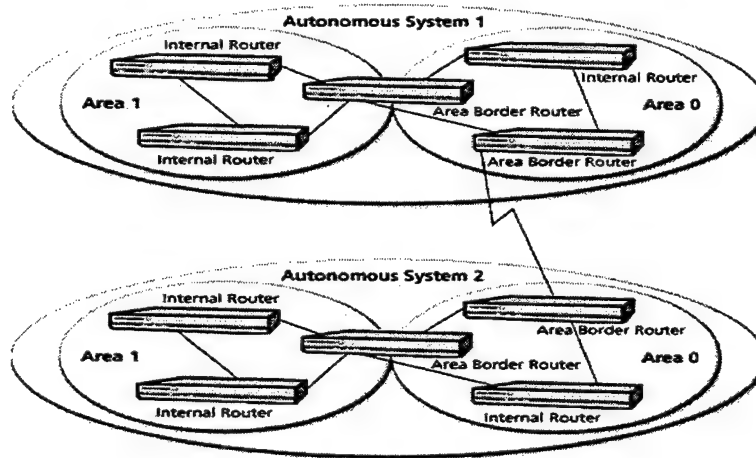 Autonomous System 1
Internal Router
Internal Router
Area 1
Area 0
Area Border Router
Internal Router
Area Border Router
Autonomous System 2
Internal Router
Area Border Router
Area 1
Area 0
Area Border Router
Internal Router
Internal Router